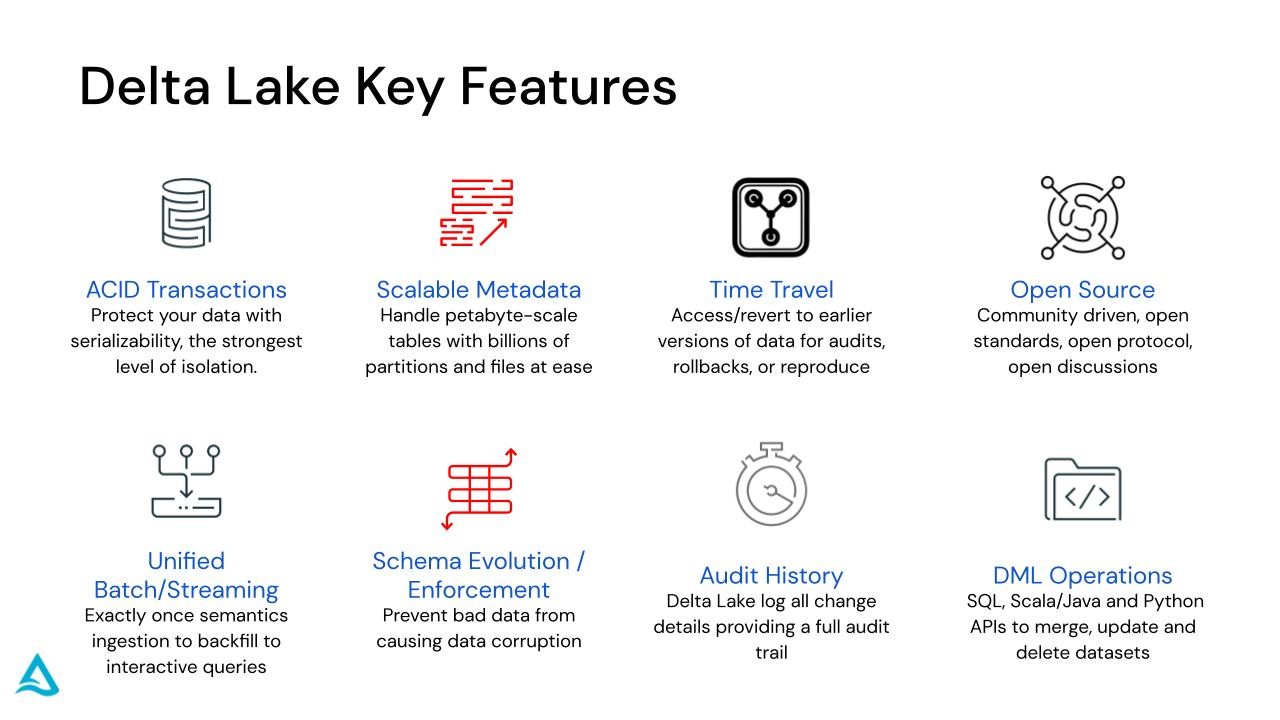 Delta Lake Key Features
ACID Transactions
Protect your data with
serializability, the strongest
level of isolation.
Scalable Metadata
Handle petabyte-scale
tables with billions of
partitions and files at ease
Time Travel
Access/revert to earlier
versions of data for audits,
rollbacks, or reproduce
Open Source
Community driven, open
standards, open protocol,
open discussions
Unified
Batch/Streaming
Exactly once semantics
ingestion to backfill to
interactive queries
Schema Evolution /
Enforcement
Prevent bad data from
causing data corruption
Audit History
Delta Lake log all change
details providing a full audit
trail
DML Operations
SQL, Scala/Java and Python
APIs to merge, update and
delete datasets